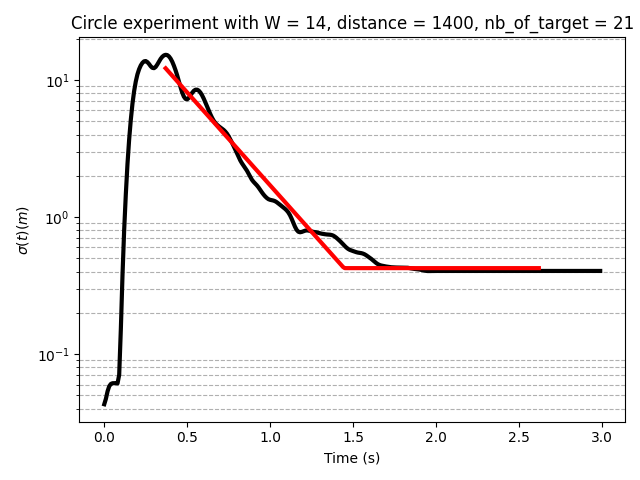 Circle experiment with W = 14, distance = 1400, nb_of_target = 21
10¹
10⁰
10⁻¹
σ(t)(m)
0.0 0.5 1.0 1.5 2.0 2.5 3.0
Time (s)